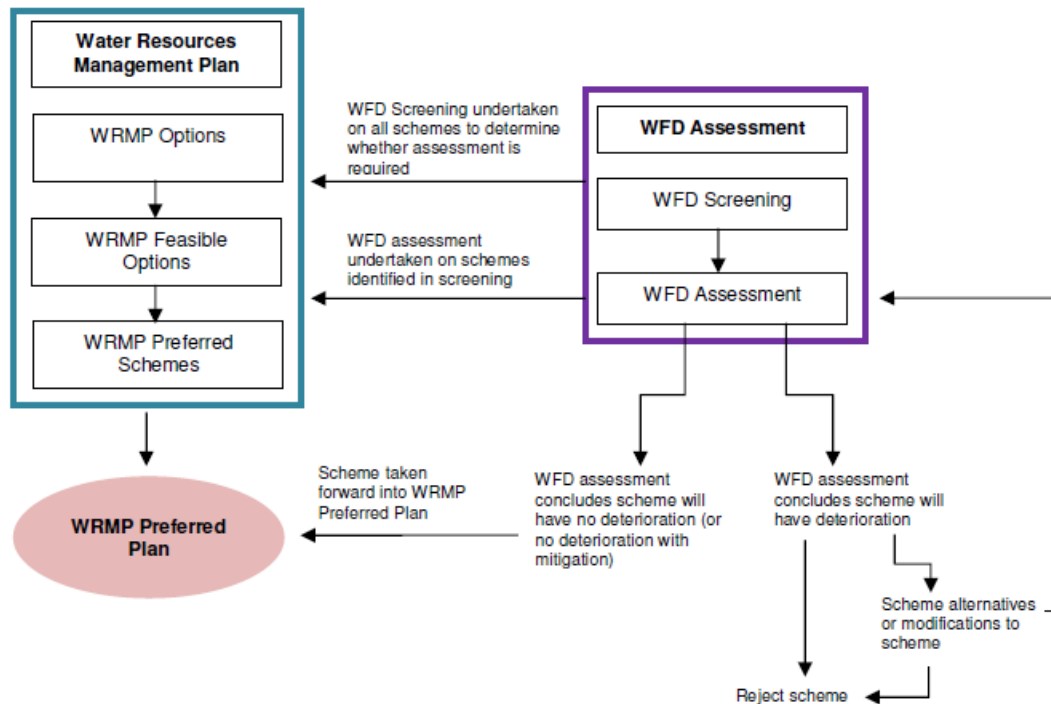 Water Resources
Management Plan
WRMP Options
WRMP Feasible
Options
WRMP Preferred
Schemes
WFD Screening undertaken
on all schemes to determine
whether assessment is
required
WFD assessment
undertaken on schemes
identified in screening
WFD Assessment
WFD Screening
WFD Assessment
WRMP Preferred
Plan
Scheme taken
forward into WRMP
Preferred Plan
WFD assessment
concludes scheme will
have no deterioration (or
no deterioration with
mitigation)
WFD assessment
concludes scheme will
have deterioration
Scheme alternatives
or modifications to
scheme
Reject scheme